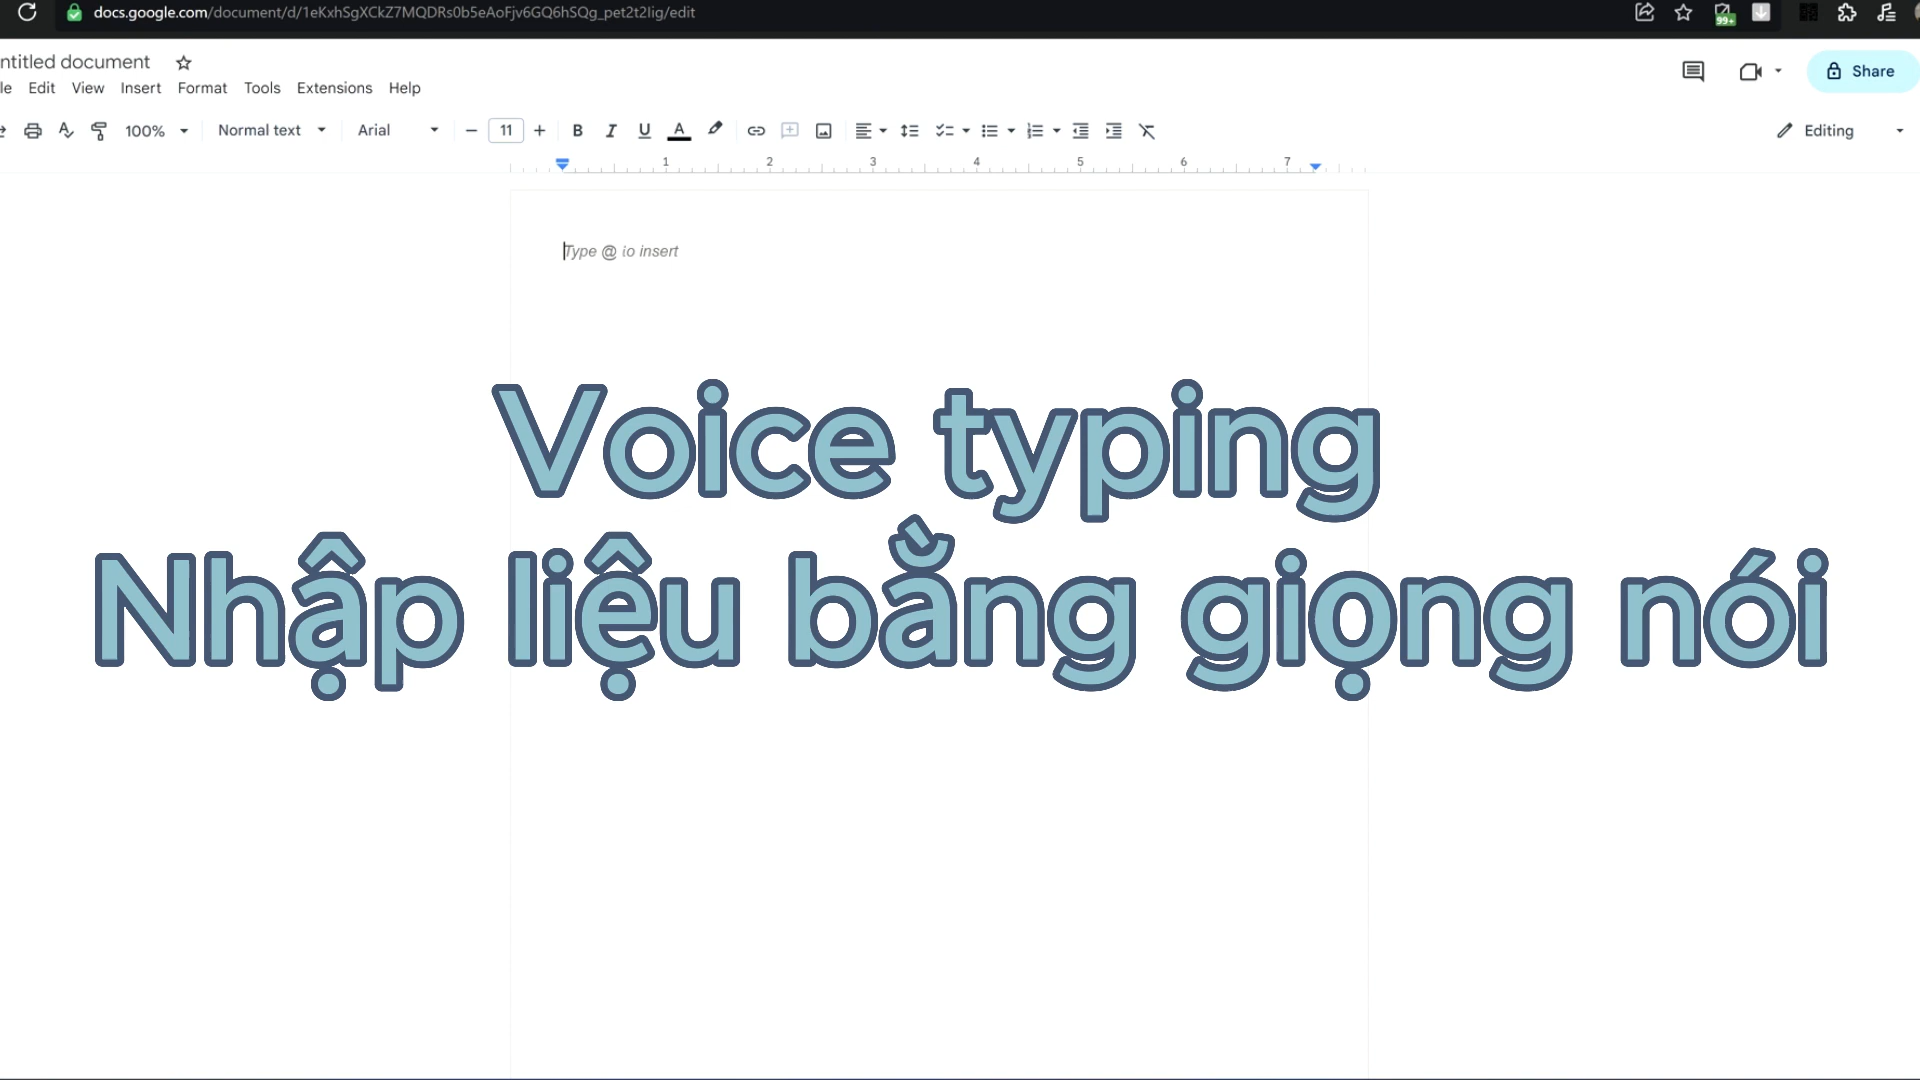 docs.google.com/document/d/1eKxhSgXCkZ7MQDRs0b5eAoFjv6GQ6hSQg_pet2t2lig/edit
99+
ntitled document
Share
le Edit View Insert Format Tools Extensions Help
100% Normal text Arial 11 B I U A Editing
1 2 3 4 5 6 7
Type @ io insert
Voice typing
Nhập liệu bằng giọng nói